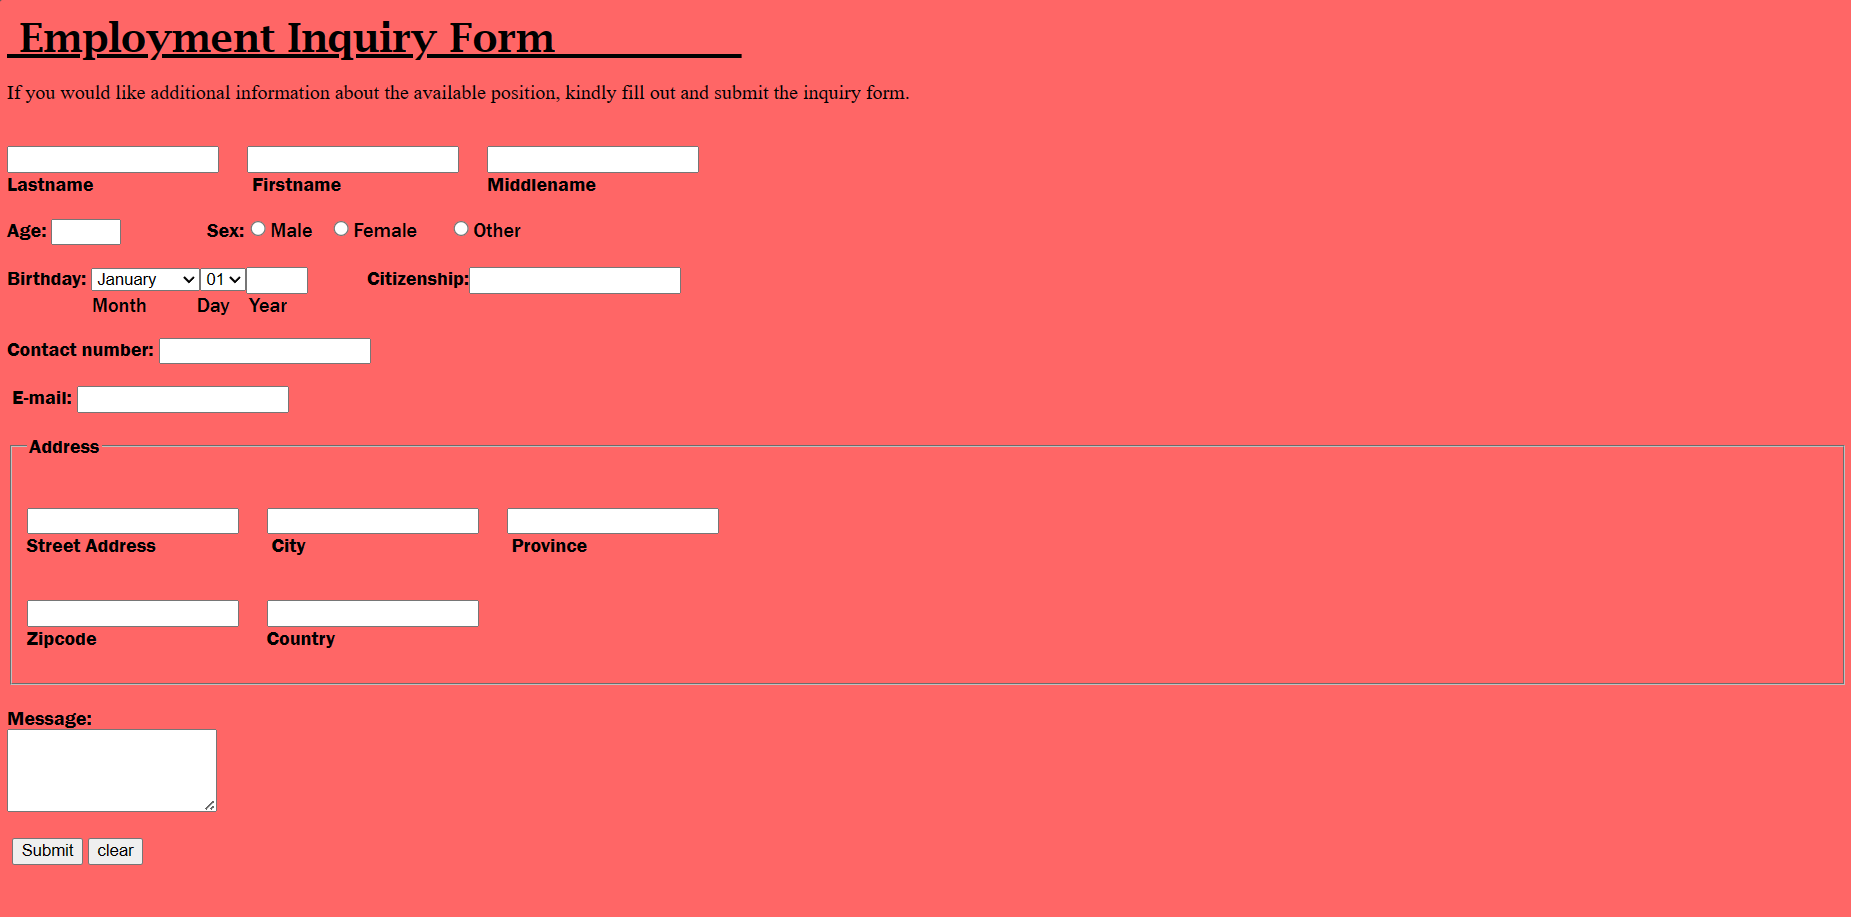 Employment Inquiry Form
If you would like additional information about the available position, kindly fill out and submit the inquiry form.
Lastname Firstname Middlename
Age: Sex: Male Female Other
Birthday: January 01 Citizenship:
Month Day Year
Contact number:
E-mail:
Address
Street Address City Province
Zipcode Country
Message:
Submit clear